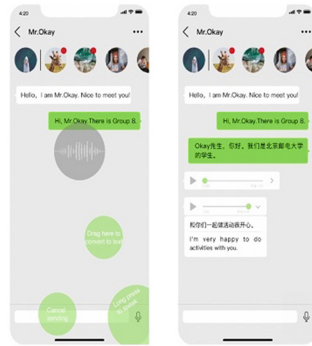 4:20
Mr.Okay
Hello, I am Mr.Okay. Nice to meet you!
Hi, Mr.Okay.There is Group 8.
Drag here to
convert to text
Cancel
sending
Long press
to speak
4:20
Mr.Okay
Hello, I am Mr.Okay. Nice to meet you!
Hi, Mr.Okay.There is Group 8.
Okay先生，你好，我们是北京邮电大学
的学生。
和你们一起做活动很开心。
I'm very happy to do
activities with you.